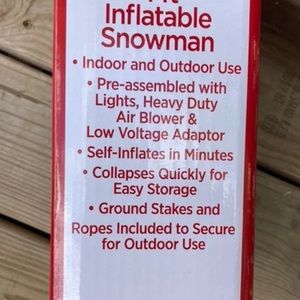 Inflatable
Snowman
• Indoor and Outdoor Use
• Pre-assembled with
Lights, Heavy Duty
Air Blower &
Low Voltage Adaptor
• Self-Inflates in Minutes
• Collapses Quickly for
Easy Storage
• Ground Stakes and
Ropes Included to Secure
for Outdoor Use